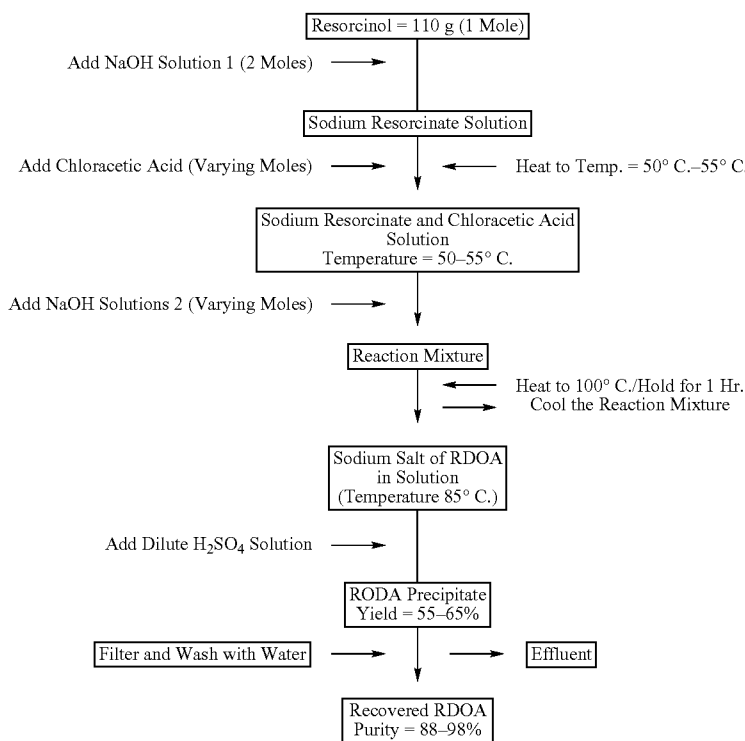 Resorcinol = 110 g (1 Mole)
Add NaOH Solution 1 (2 Moles)
Sodium Resorcinate Solution
Add Chloracetic Acid (Varying Moles)
Heat to Temp. = 50° C.–55° C.
Sodium Resorcinate and Chloracetic Acid
Solution
Temperature = 50–55° C.
Add NaOH Solutions 2 (Varying Moles)
Reaction Mixture
Heat to 100° C./Hold for 1 Hr.
Cool the Reaction Mixture
Sodium Salt of RDOA
in Solution
(Temperature 85° C.)
Add Dilute H₂SO₄ Solution
RODA Precipitate
Yield = 55–65%
Filter and Wash with Water
Effluent
Recovered RDOA
Purity = 88–98%